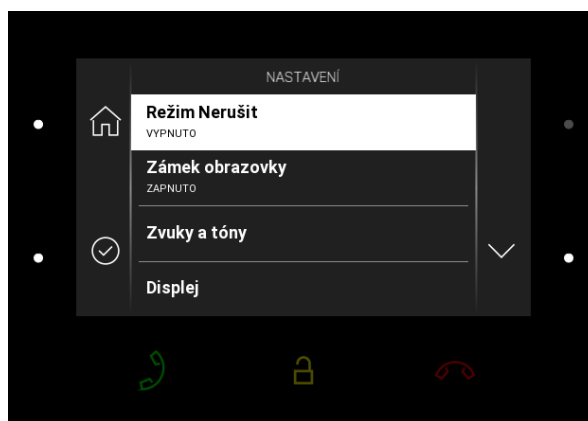 NASTAVENÍ
Režim Nerušit
VYPNUTO
Zámek obrazovky
ZAPNUTO
Zvuky a tóny
Displej